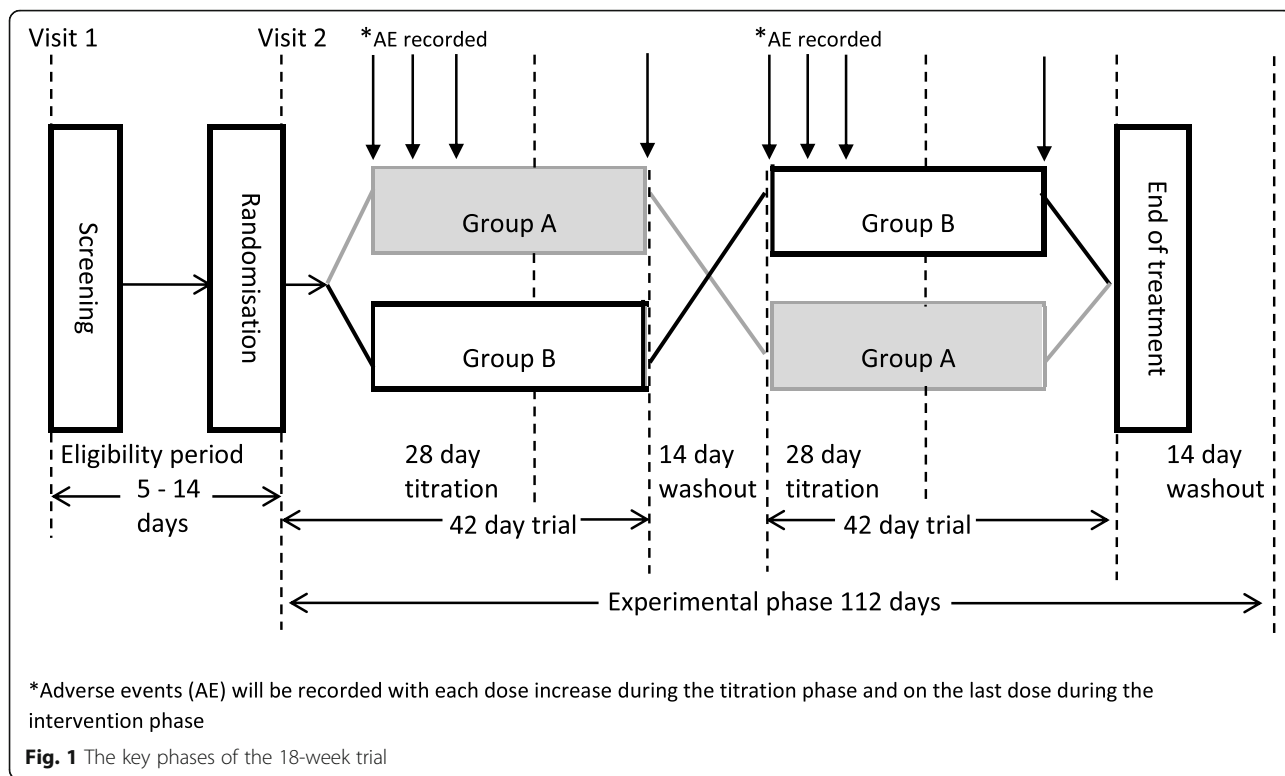 Visit 1
Visit 2
*AE recorded
*AE recorded
Screening
Randomisation
Group A
Group B
Group B
Group A
End of treatment
Eligibility period
5 - 14
days
28 day
titration
14 day
washout
28 day
titration
14 day
washout
42 day trial
42 day trial
Experimental phase 112 days
*Adverse events (AE) will be recorded with each dose increase during the titration phase and on the last dose during the
intervention phase
Fig. 1 The key phases of the 18-week trial